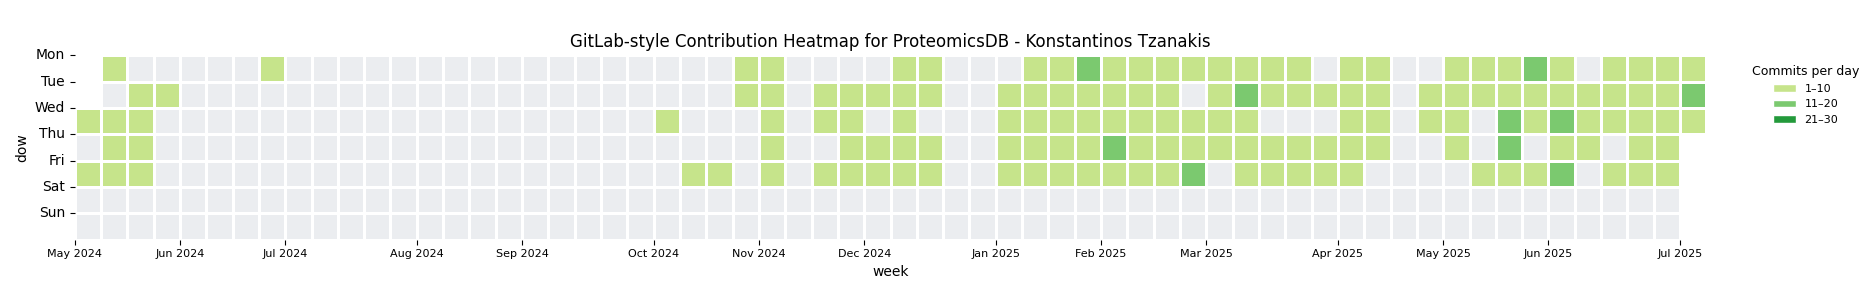 GitLab-style Contribution Heatmap for ProteomicsDB - Konstantinos Tzanakis
Mon
Tue
Wed
Thu
Fri
Sat
Sun
dow
May 2024 Jun 2024 Jul 2024 Aug 2024 Sep 2024 Oct 2024 Nov 2024 Dec 2024 Jan 2025 Feb 2025 Mar 2025 Apr 2025 May 2025 Jun 2025 Jul 2025
week
Commits per day
1–10
11–20
21–30